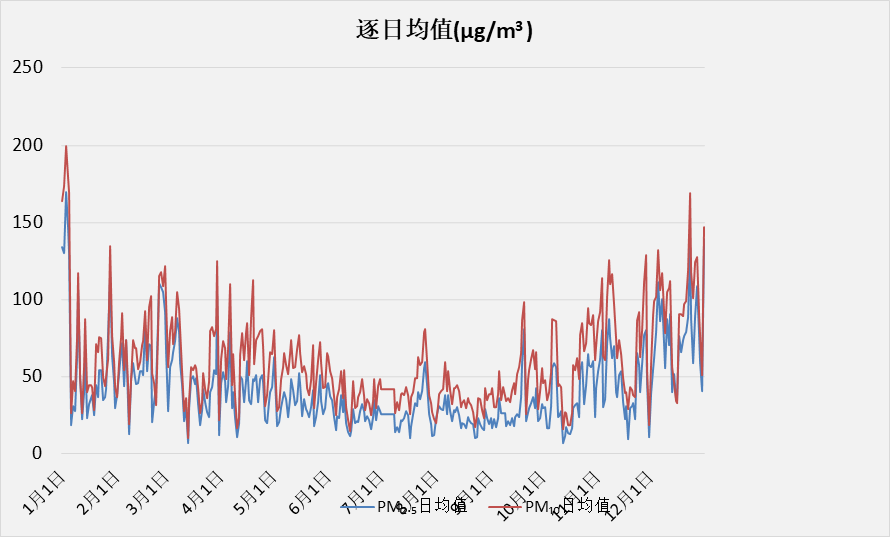 逐日均值(μg/m³)
250
200
150
100
50
0
1月1日
2月1日
3月1日
4月1日
5月1日
6月1日
7月1日
8月1日
9月1日
10月1日
11月1日
12月1日
PM₂.₅日均值
PM₁₀日均值